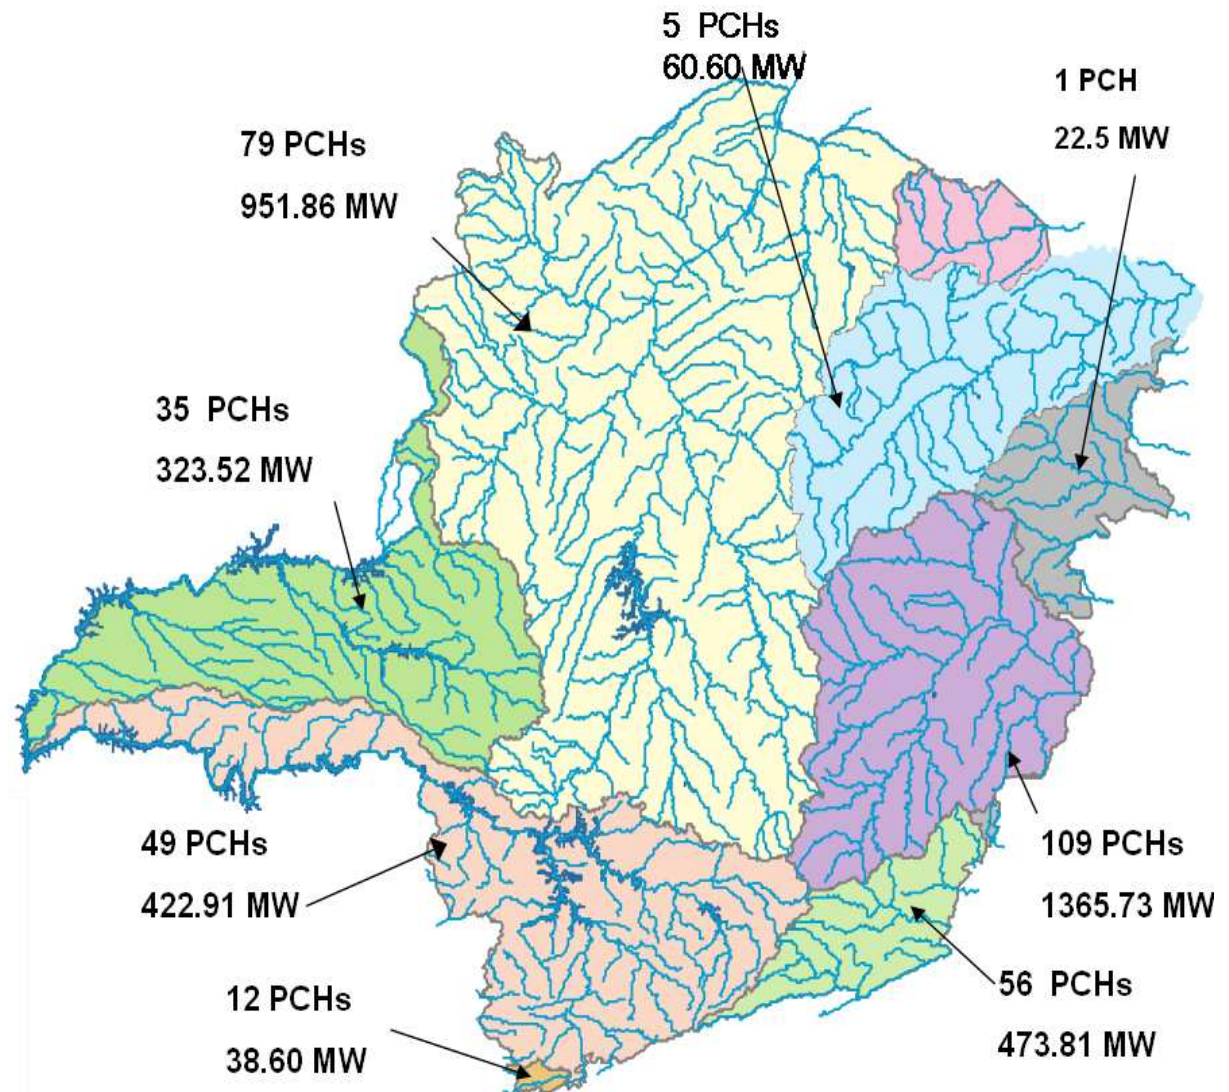 5 PCHs
60.60 MW
1 PCH
22.5 MW
79 PCHs
951.86 MW
35 PCHs
323.52 MW
49 PCHs
422.91 MW
109 PCHs
1365.73 MW
12 PCHs
38.60 MW
56 PCHs
473.81 MW